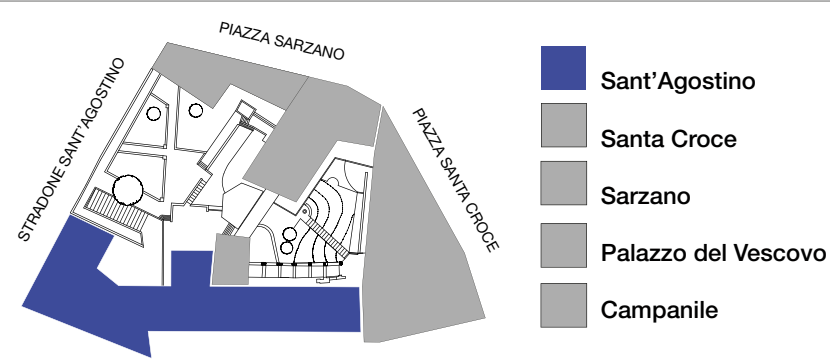 PIAZZA SARZANO
STRADONE SANT'AGOSTINO
PIAZZA SANTA CROCE
Sant'Agostino
Santa Croce
Sarzano
Palazzo del Vescovo
Campanile